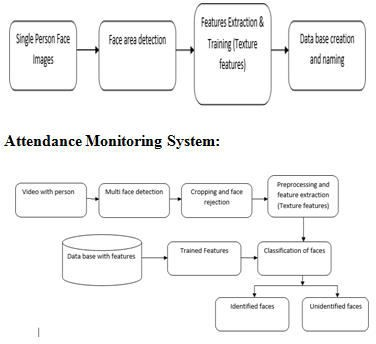 Single Person Face
Images
Face area detection
Features Extraction &
Training (Texture
features)
Data base creation
and naming
Attendance Monitoring System:
Video with person
Multi face detection
Cropping and face
rejection
Preprocessing and
feature extraction
(Texture features)
Data base with features
Trained Features
Classification of faces
Identified faces
Unidentified faces